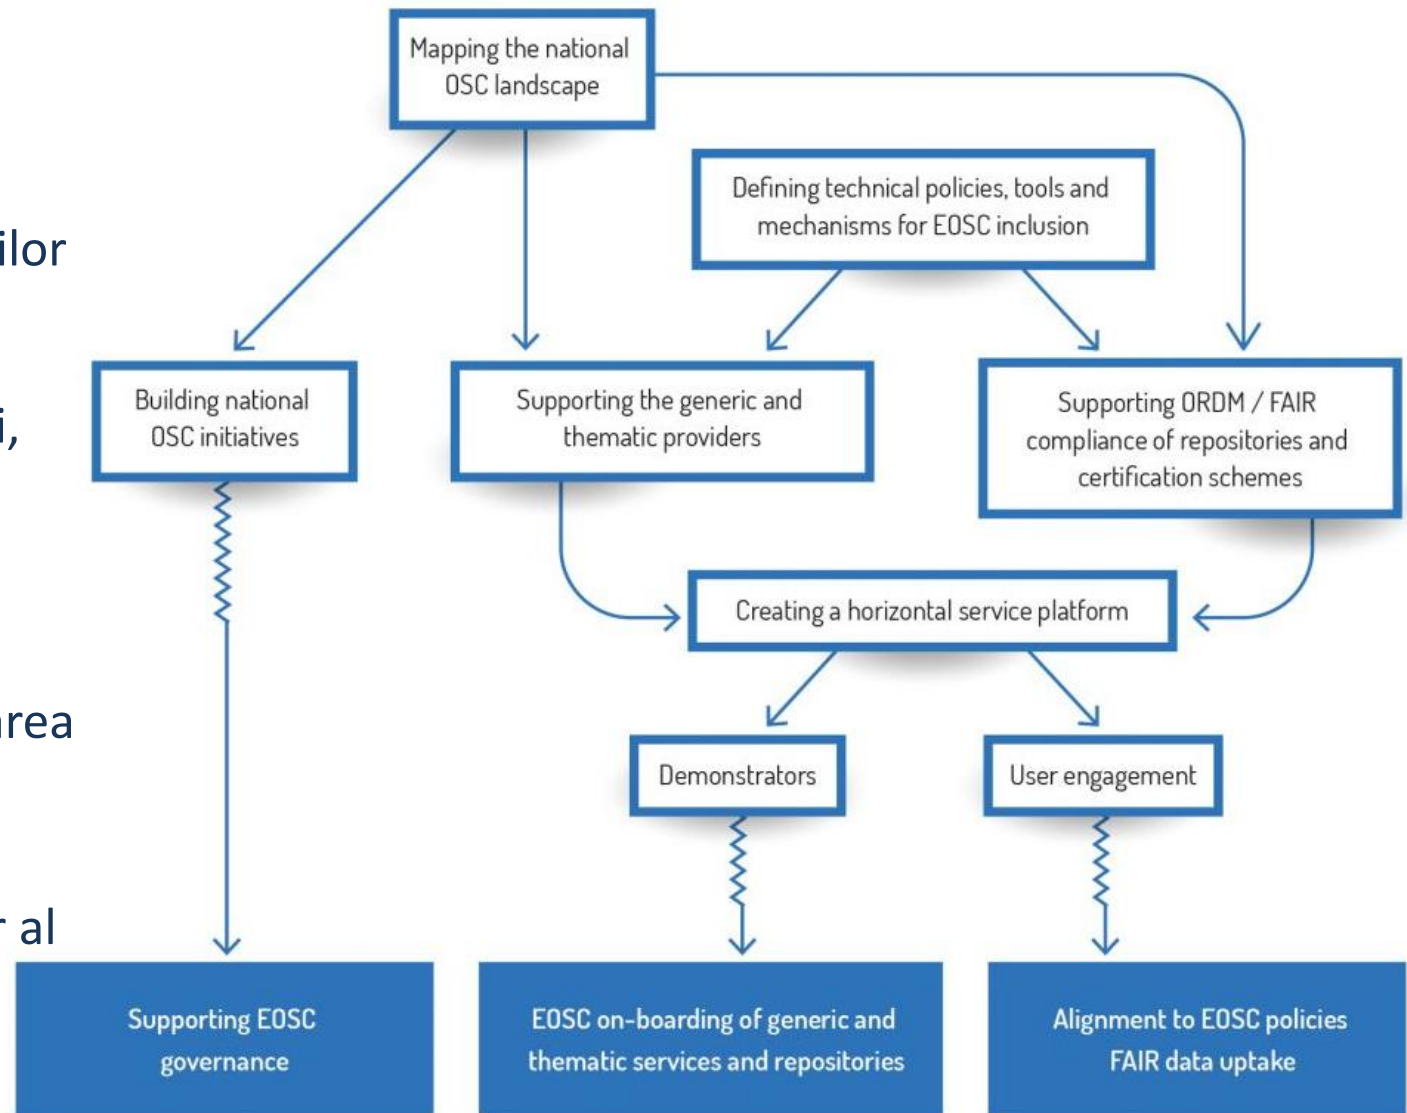 Mapping the national
OSC landscape
Defining technical policies, tools and
mechanisms for EOSC inclusion
ilor
i,
area
r al
Building national
OSC initiatives
Supporting the generic and
thematic providers
Supporting ORDM / FAIR
compliance of repositories and
certification schemes
Creating a horizontal service platform
Demonstrators
User engagement
Supporting EOSC
governance
EOSC on-boarding of generic and
thematic services and repositories
Alignment to EOSC policies
FAIR data uptake